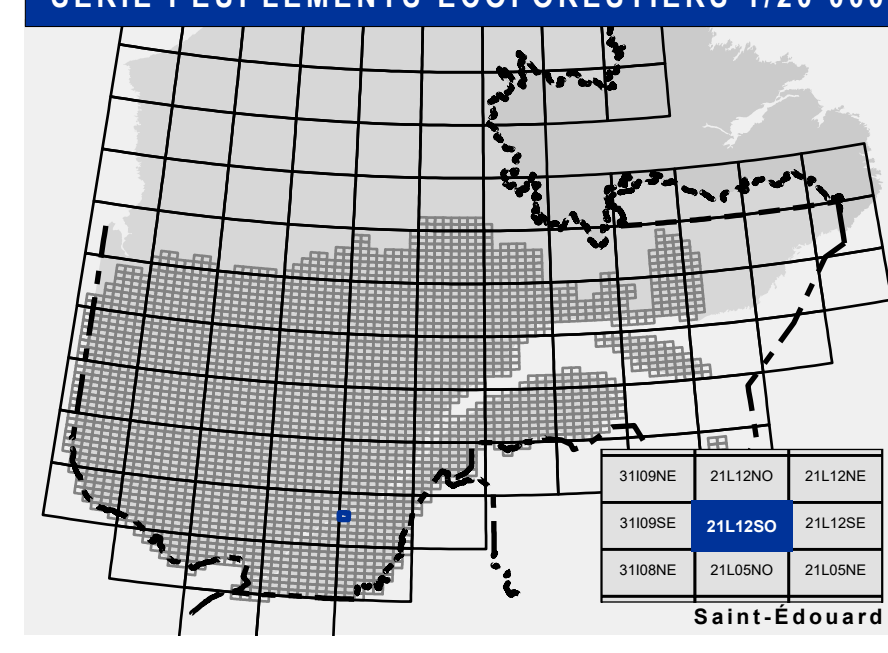 SÉRIE PEUPLEMENTS ÉCOFORESTIERS 1/20 000
31I09NE 21L12NO 21L12NE
31I09SE 21L12SO 21L12SE
31I08NE 21L05NO 21L05NE
Saint-Édouard